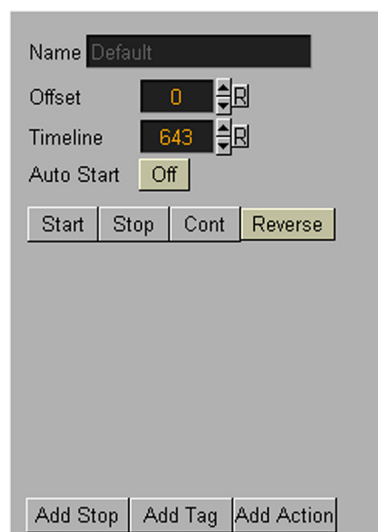 Name Default
Offset 0 R
Timeline 643 R
Auto Start Off
Start Stop Cont Reverse
Add Stop Add Tag Add Action